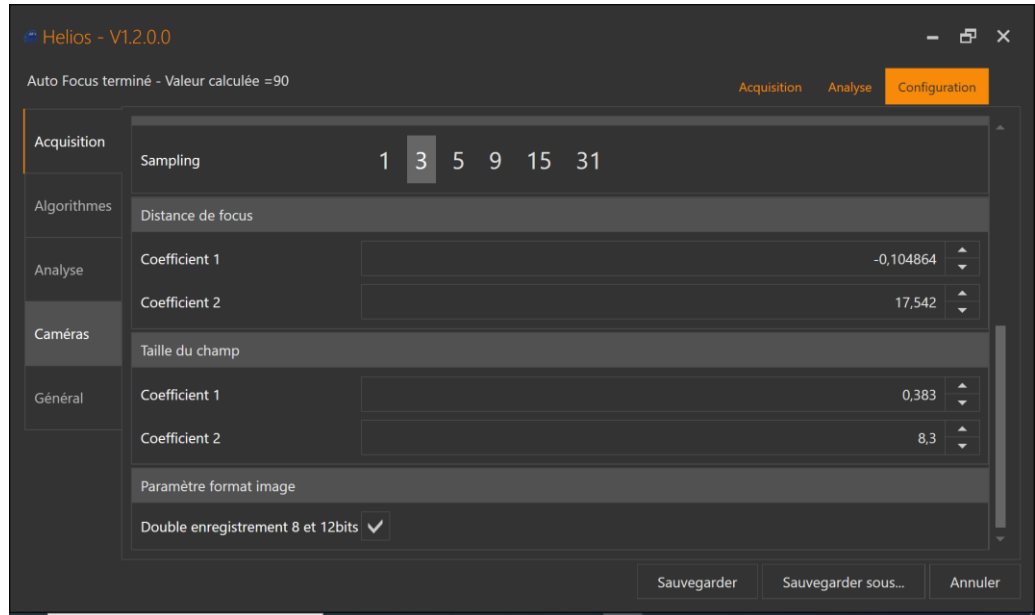 Helios - V1.2.0.0
Auto Focus terminé - Valeur calculée =90
Acquisition Analyse Configuration
Acquisition
Algorithmes
Analyse
Caméras
Général
Sampling 1 3 5 9 15 31
Distance de focus
Coefficient 1 -0,104864
Coefficient 2 17,542
Taille du champ
Coefficient 1 0,383
Coefficient 2 8,3
Paramètre format image
Double enregistrement 8 et 12bits
Sauvegarder Sauvegarder sous... Annuler